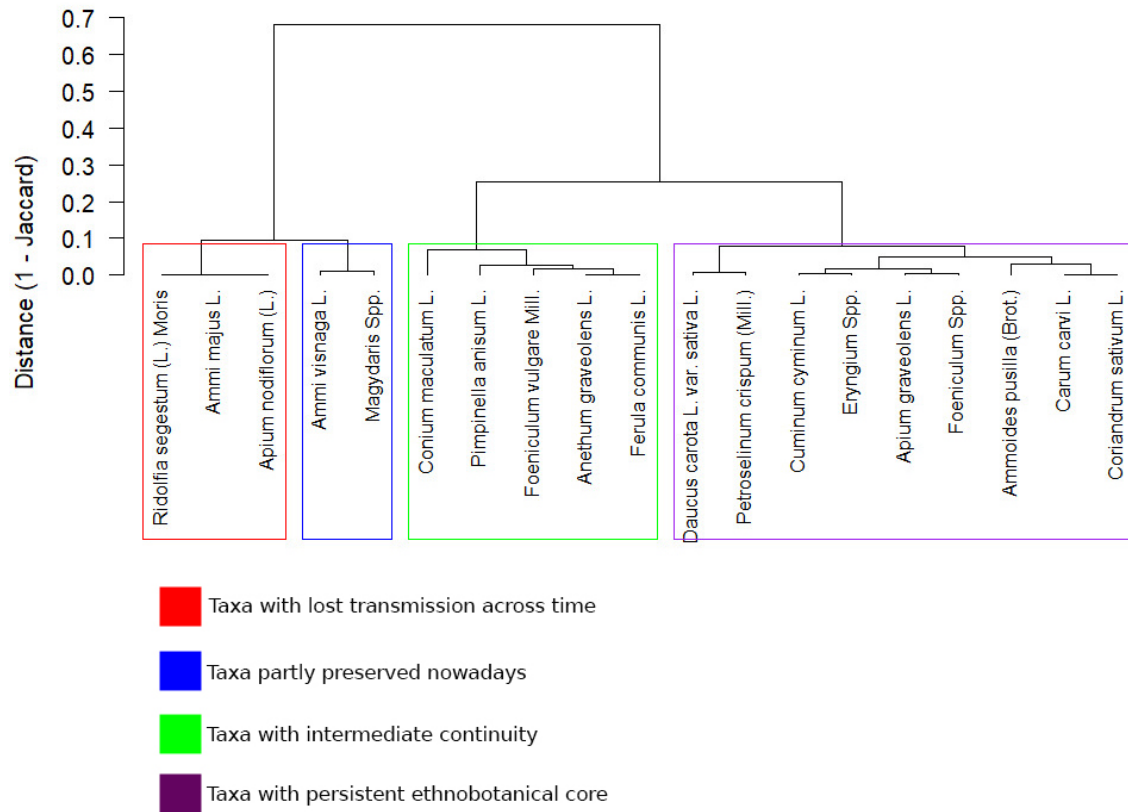 0.7
0.6
0.5
0.4
0.3
0.2
0.1
0.0
Distance (1 - Jaccard)
Ridolfia segestum (L.) Moris
Ammi majus L.
Apium nodiflorum (L.)
Ammi visnaga L.
Magydaris Spp.
Conium maculatum L.
Pimpinella anisum L.
Foeniculum vulgare Mill.
Anethum graveolens L.
Ferula communis L.
Daucus carota L. var. sativa L.
Petroselinum crispum (Mill.)
Cuminum cyminum L.
Eryngium Spp.
Apium graveolens L.
Foeniculum Spp.
Ammoides pusilla (Brot.)
Carum carvi L.
Coriandrum sativum L.
Taxa with lost transmission across time
Taxa partly preserved nowadays
Taxa with intermediate continuity
Taxa with persistent ethnobotanical core